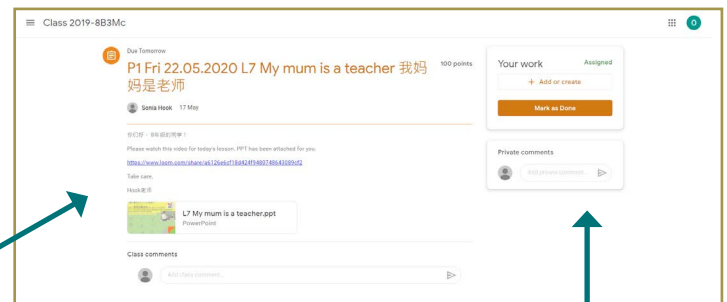 Class 2019-8B3Mc
O
Due Tomorrow
P1 Fri 22.05.2020 L7 My mum is a teacher 我妈
妈是老师
100 points
Sonia Hook 17 May
Please watch this video for today's lesson. PPT has been attached for you.
Take care,
Hook老师
L7 My mum is a teacher.ppt
PowerPoint
Class comments
Add class comment...
Your work
Assigned
+ Add or create
Mark as Done
Private comments
Add private comment...